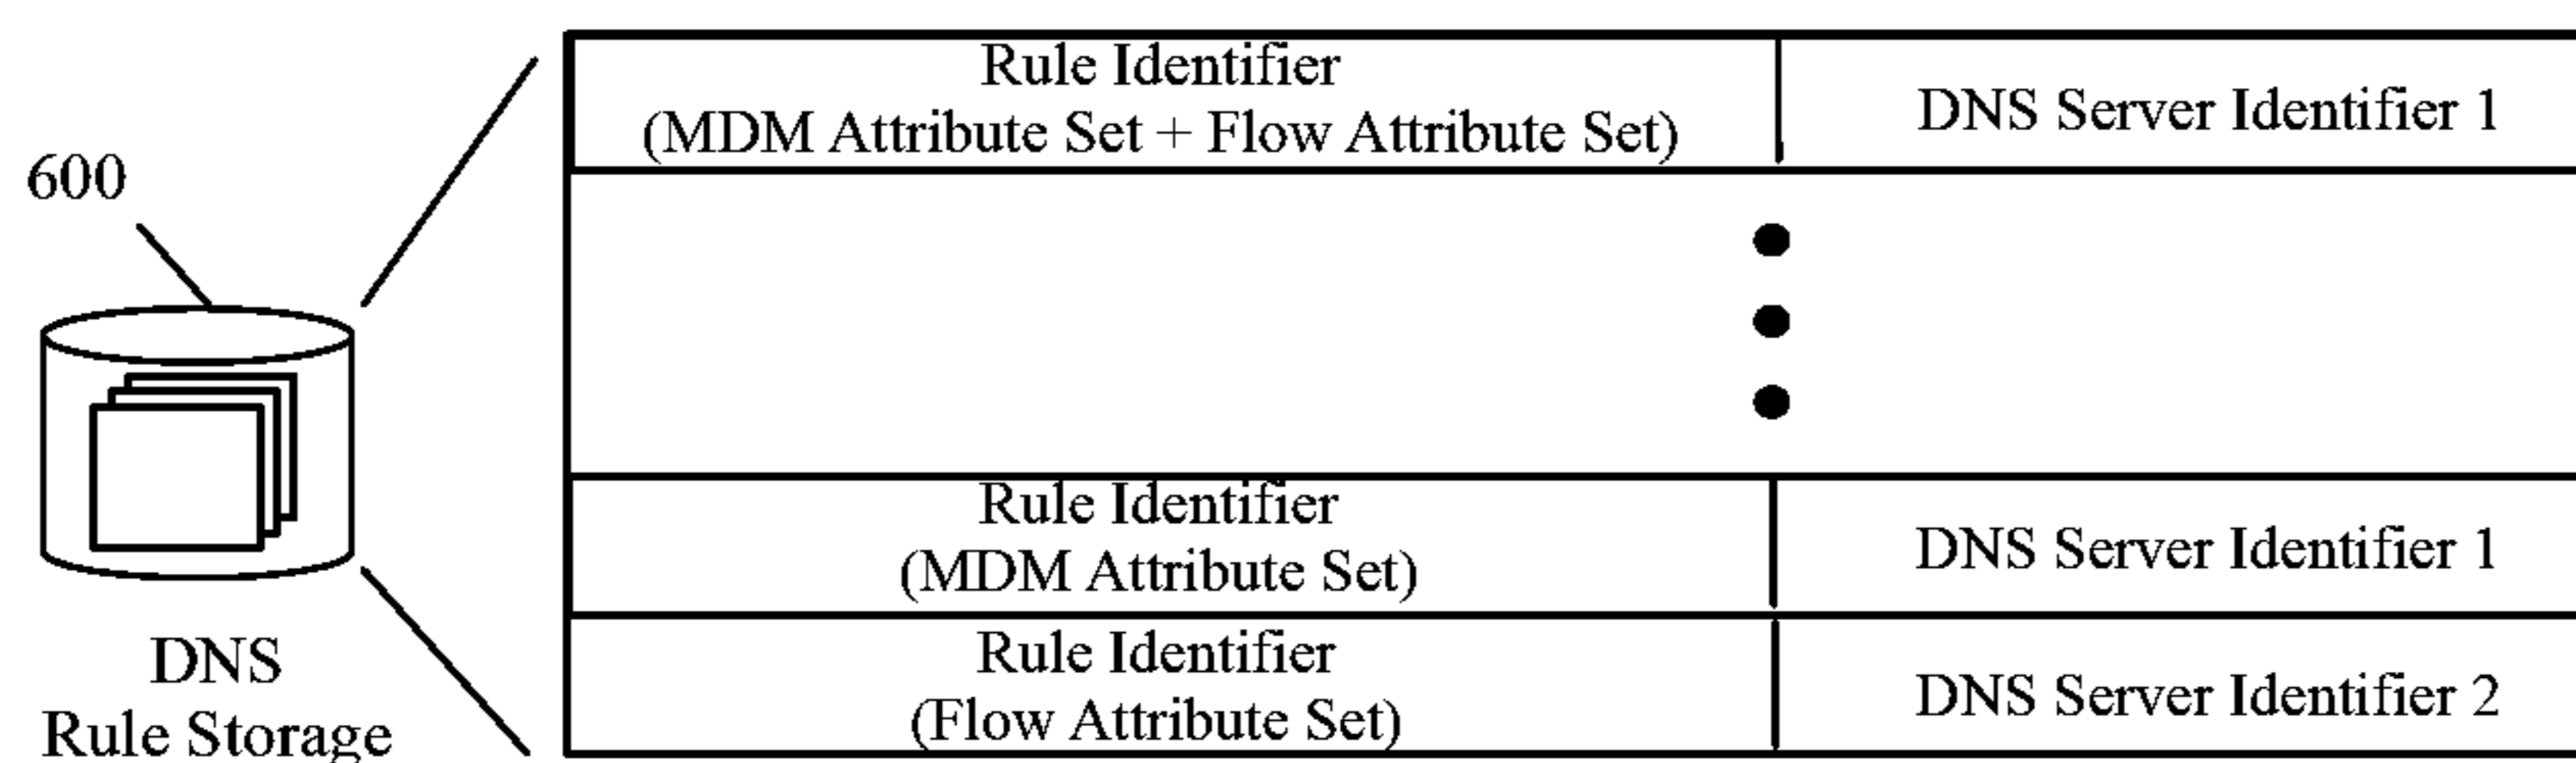 600
DNS
Rule Storage
Rule Identifier
(MDM Attribute Set + Flow Attribute Set)
DNS Server Identifier 1
Rule Identifier
(MDM Attribute Set)
DNS Server Identifier 1
Rule Identifier
(Flow Attribute Set)
DNS Server Identifier 2